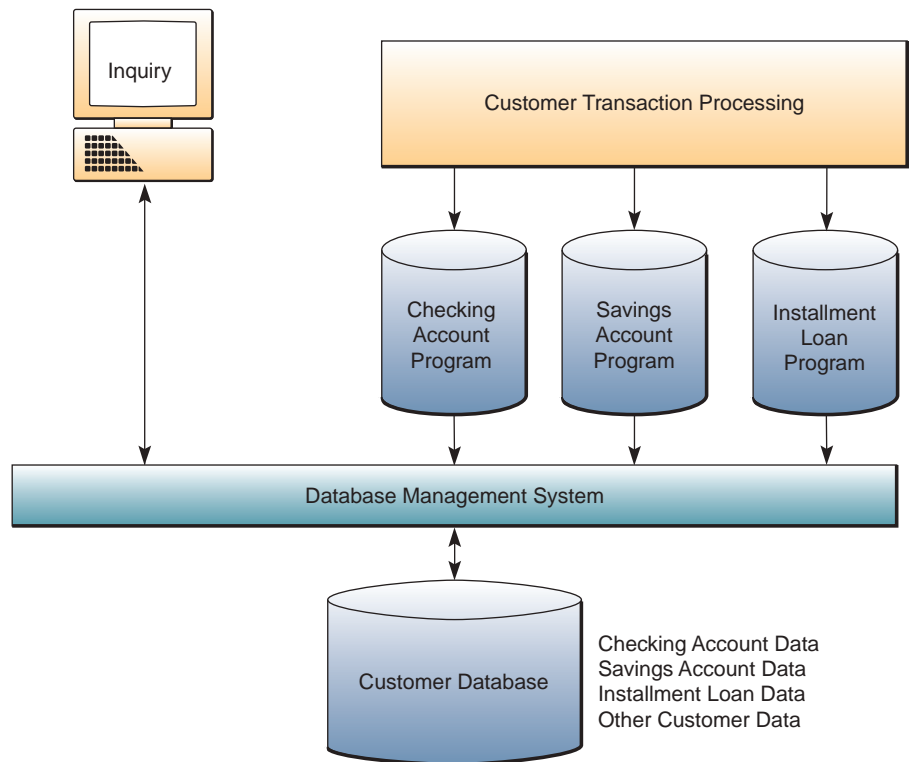 Inquiry
Customer Transaction Processing
Checking
Account
Program
Savings
Account
Program
Installment
Loan
Program
Database Management System
Customer Database
Checking Account Data
Savings Account Data
Installment Loan Data
Other Customer Data